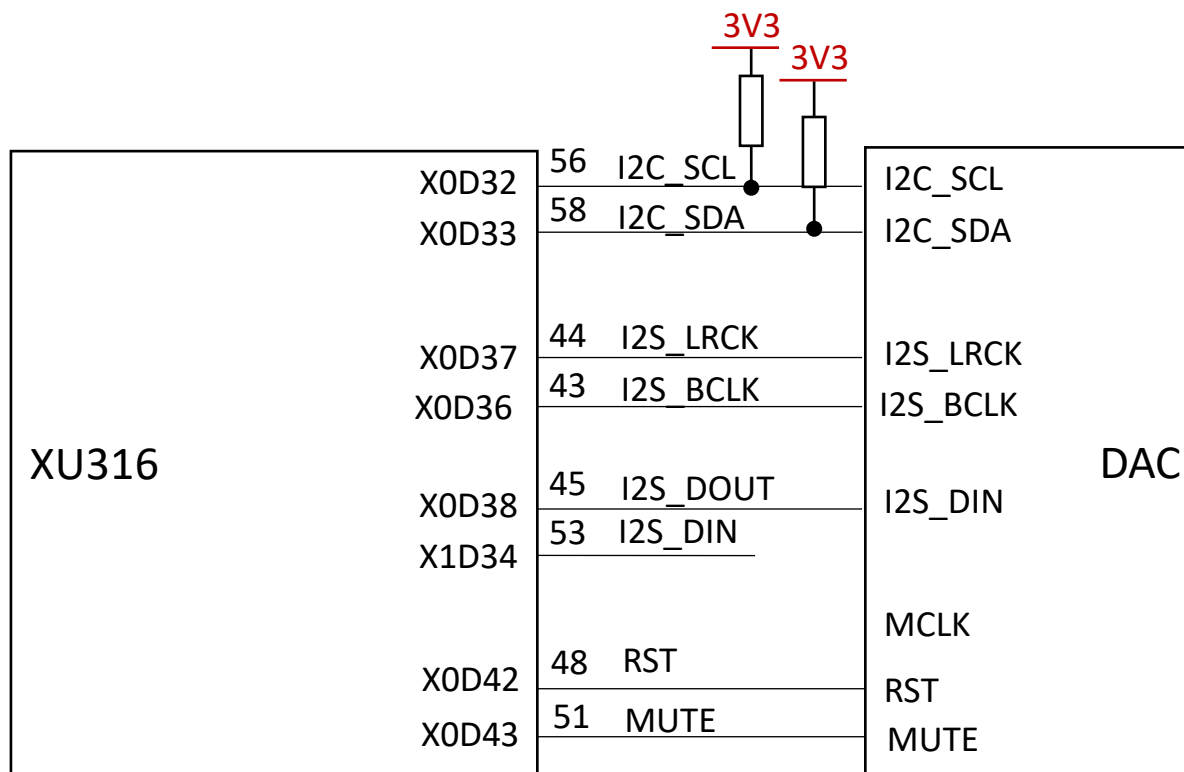 3V3
3V3
56 I2C_SCL
X0D32 I2C_SCL
58 I2C_SDA
X0D33 I2C_SDA
44 I2S_LRCK
X0D37 I2S_LRCK
43 I2S_BCLK
X0D36 I2S_BCLK
XU316 DAC
45 I2S_DOUT
X0D38 I2S_DIN
53 I2S_DIN
X1D34
MCLK
48 RST
X0D42 RST
51 MUTE
X0D43 MUTE